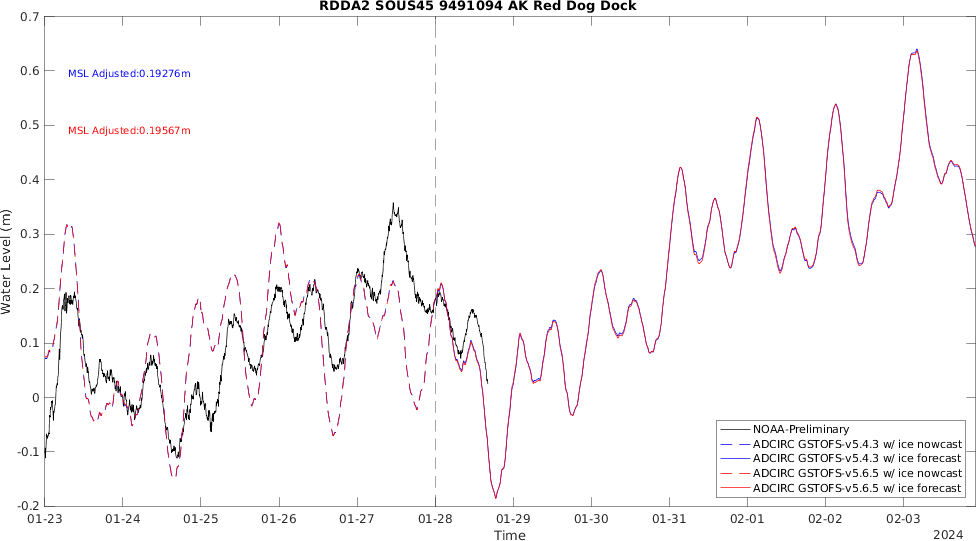 RDDA2 SOUS45 9491094 AK Red Dog Dock
0.7
0.6
0.5
0.4
0.3
0.2
0.1
0
-0.1
-0.2
Water Level (m)
MSL Adjusted:0.19276m
MSL Adjusted:0.19567m
NOAA-Preliminary
ADCIRC GSTOFS-v5.4.3 w/ ice nowcast
ADCIRC GSTOFS-v5.4.3 w/ ice forecast
ADCIRC GSTOFS-v5.6.5 w/ ice nowcast
ADCIRC GSTOFS-v5.6.5 w/ ice forecast
01-23 01-24 01-25 01-26 01-27 01-28 01-29 01-30 01-31 02-01 02-02 02-03
Time
2024